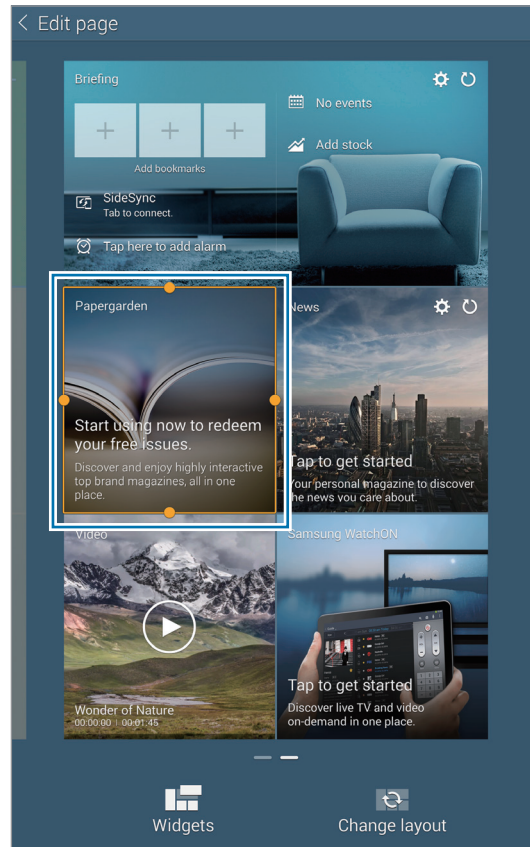 Edit page
Briefing
No events
Add stock
Add bookmarks
SideSync
Tab to connect.
Tap here to add alarm
Papergarden
Start using now to redeem
your free issues.
Discover and enjoy highly interactive
top brand magazines, all in one
place.
News
Tap to get started
Your personal magazine to discover
the news you care about.
Video
Wonder of Nature
00:00:00 | 00:01:45
Samsung WatchON
Tap to get started
Discover live TV and video
on-demand in one place.
Widgets
Change layout